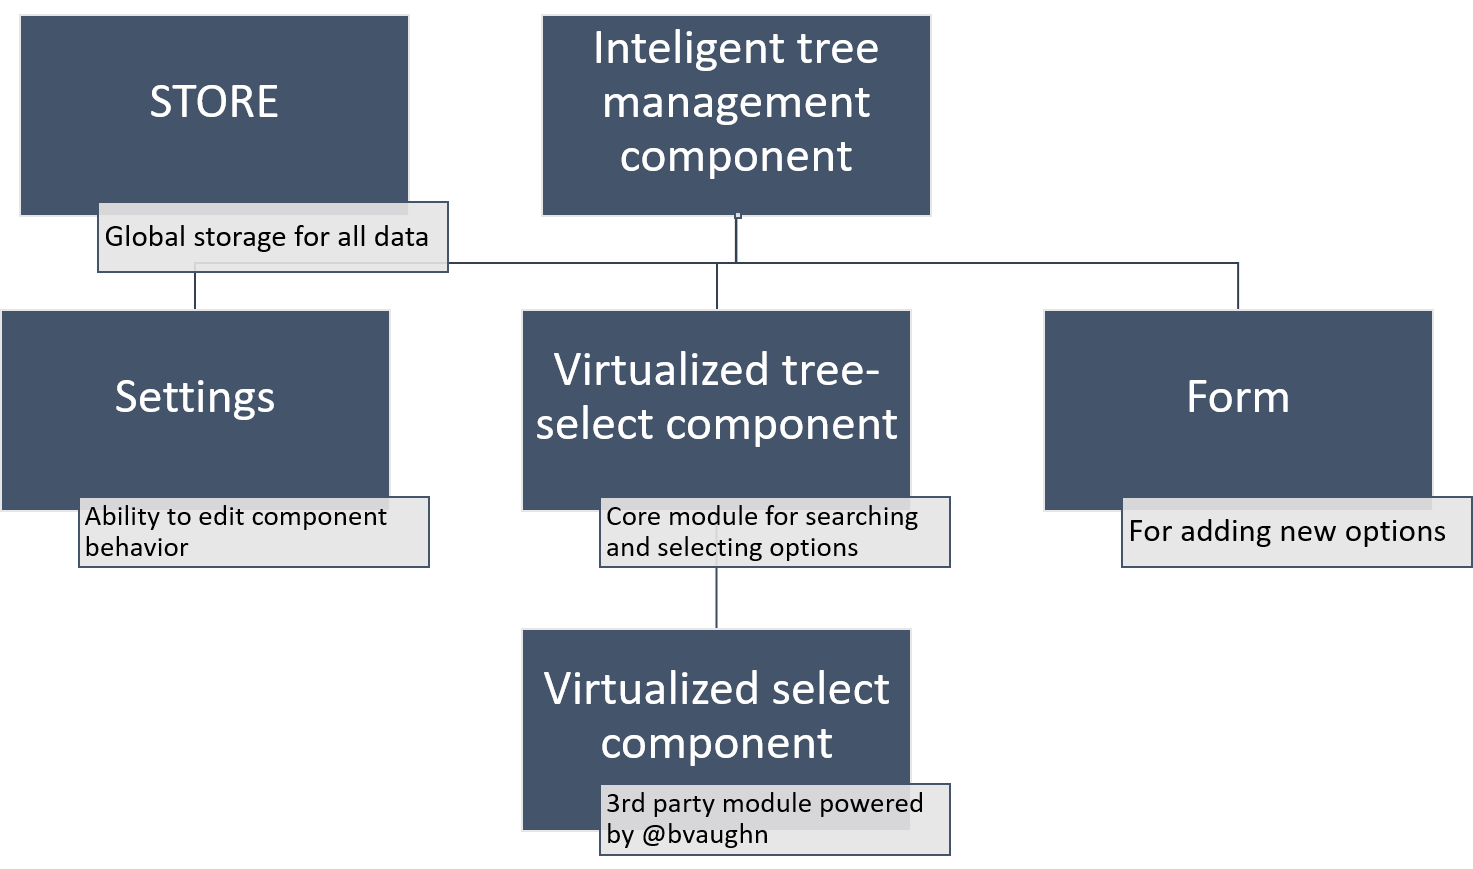 STORE
Global storage for all data
Inteligent tree
management
component
Settings
Ability to edit component
behavior
Virtualized tree-
select component
Core module for searching
and selecting options
Form
For adding new options
Virtualized select
component
3rd party module powered
by @bvaughn